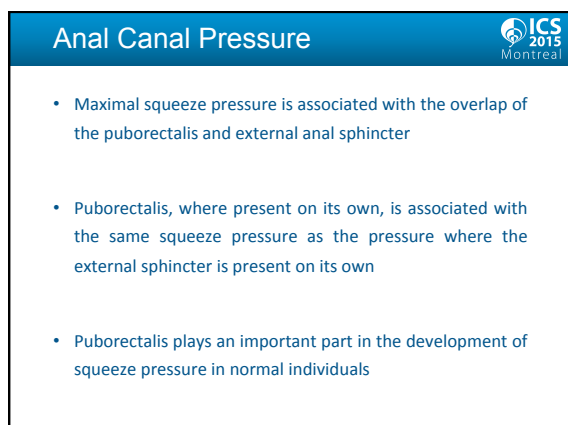 Anal Canal Pressure
ICS
2015
Montreal
• Maximal squeeze pressure is associated with the overlap of
the puborectalis and external anal sphincter
• Puborectalis, where present on its own, is associated with
the same squeeze pressure as the pressure where the
external sphincter is present on its own
• Puborectalis plays an important part in the development of
squeeze pressure in normal individuals